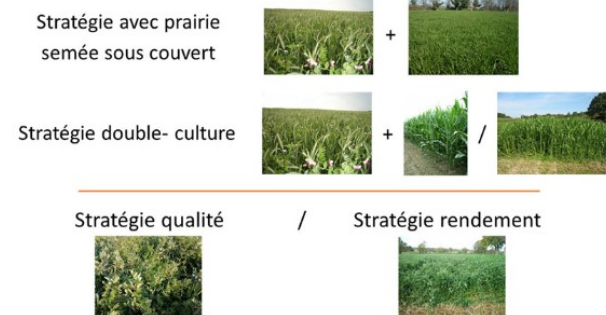 Stratégie avec prairie
semée sous couvert
+
Stratégie double- culture
+ /
Stratégie qualité / Stratégie rendement